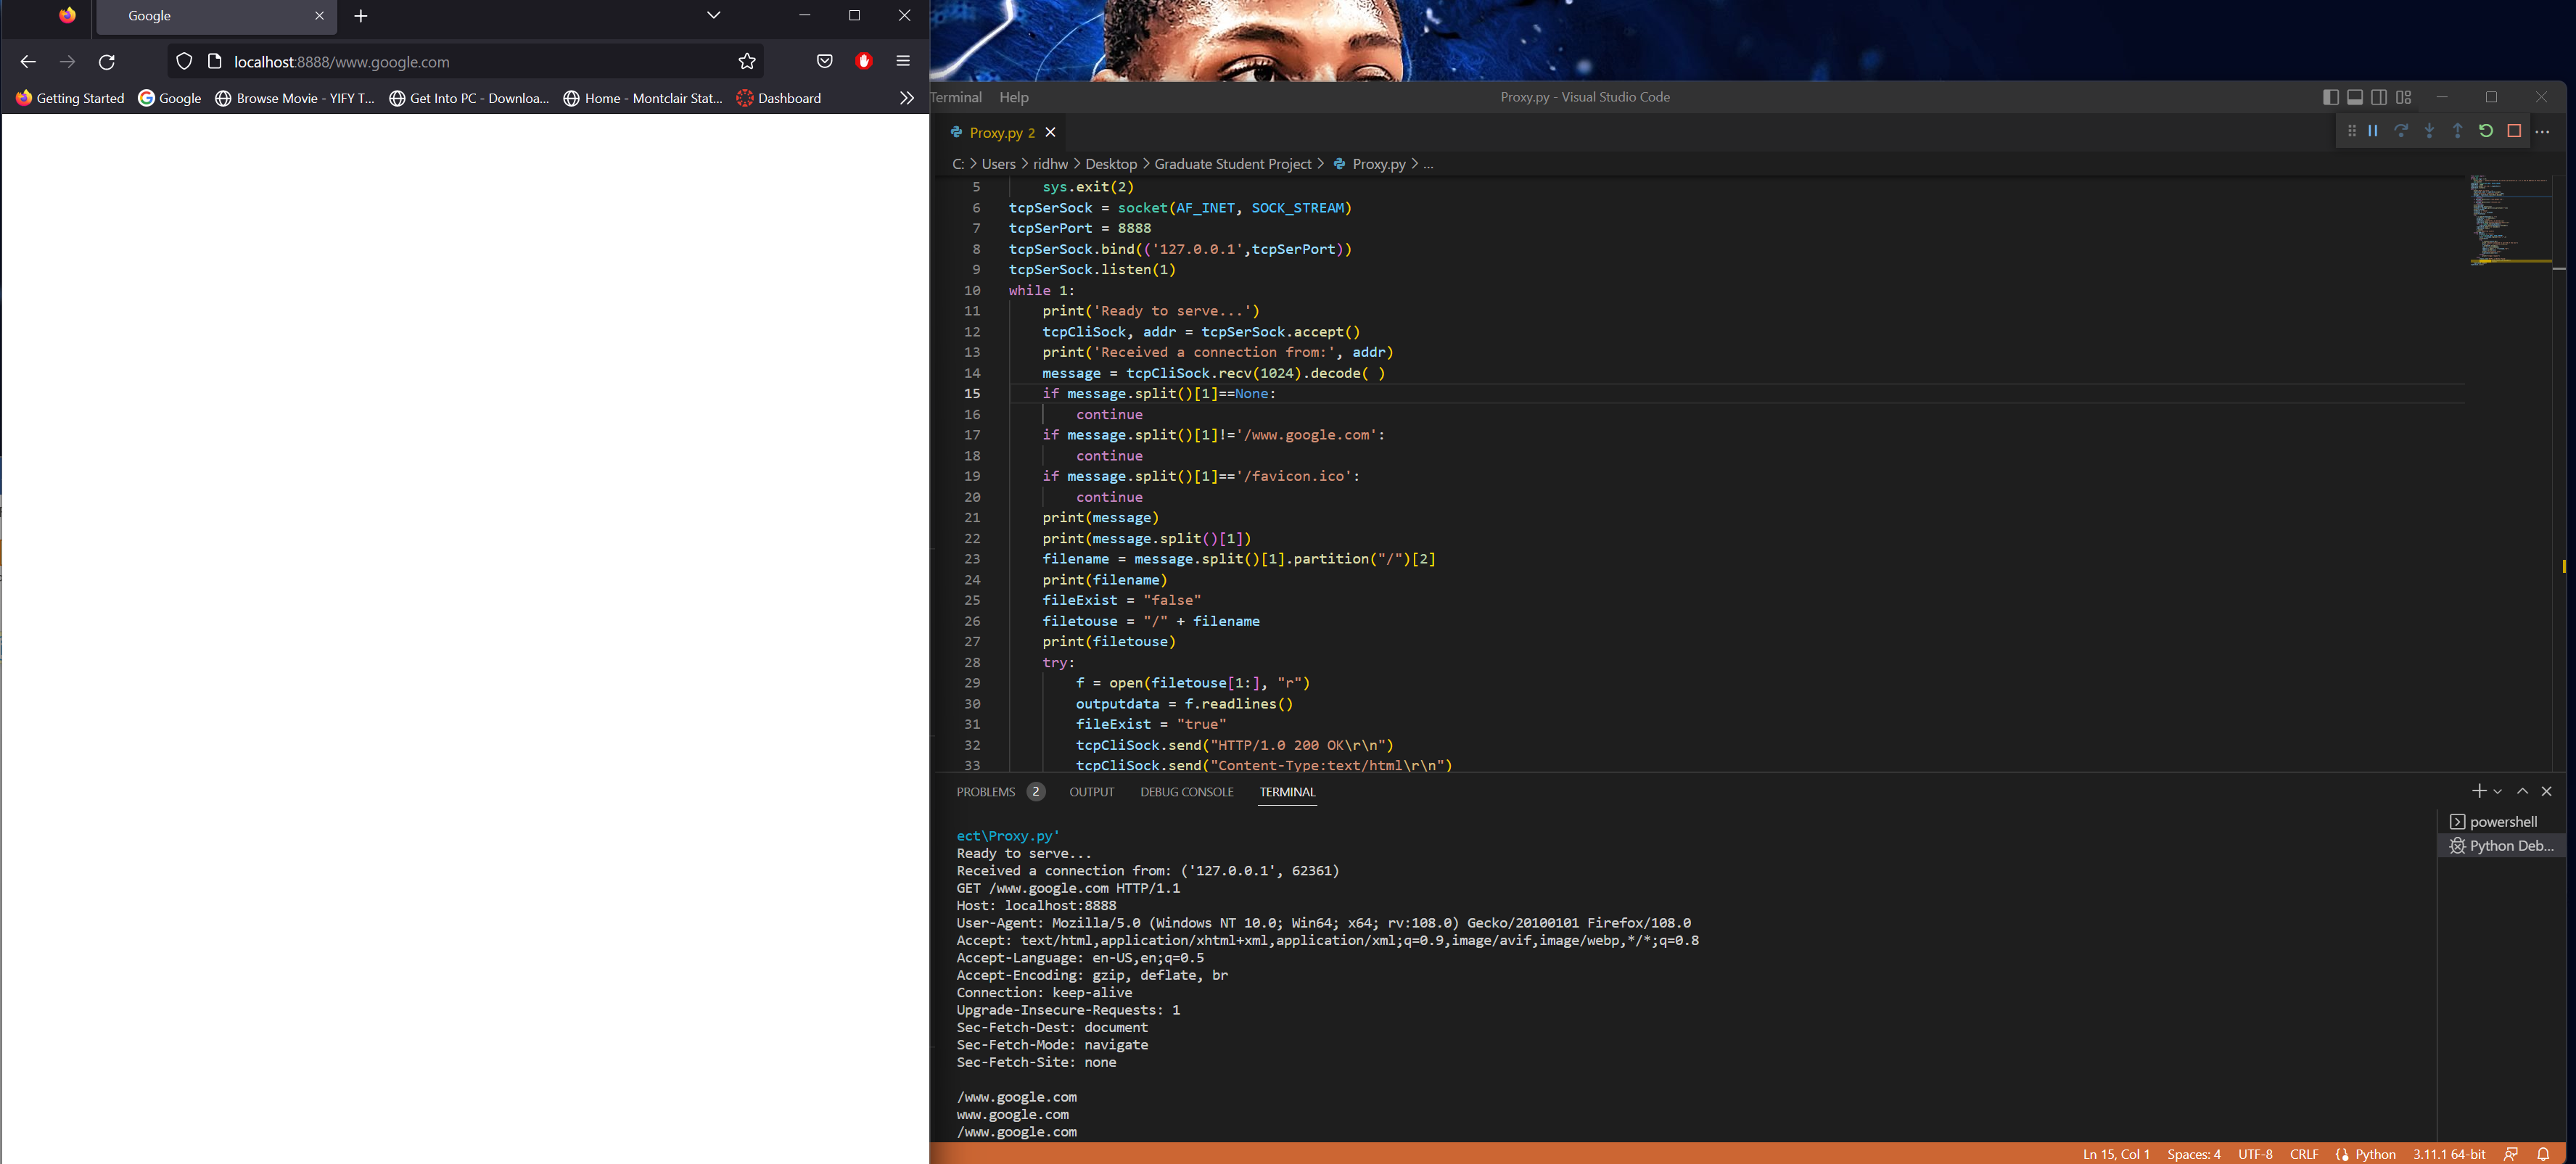 Google
localhost:8888/www.google.com
Getting Started
Google
Browse Movie - YIFY T...
Get Into PC - Downloa...
Home - Montclair Stat...
Dashboard
Terminal Help
Proxy.py - Visual Studio Code
Proxy.py 2
C: > Users > ridhw > Desktop > Graduate Student Project > Proxy.py > ...
5 sys.exit(2)
6 tcpSerSock = socket(AF_INET, SOCK_STREAM)
7 tcpSerPort = 8888
8 tcpSerSock.bind(('127.0.0.1',tcpSerPort))
9 tcpSerSock.listen(1)
10 while 1:
11 print('Ready to serve...')
12 tcpCliSock, addr = tcpSerSock.accept()
13 print('Received a connection from:', addr)
14 message = tcpCliSock.recv(1024).decode( )
15 if message.split()[1]==None:
16 continue
17 if message.split()[1]!='/www.google.com':
18 continue
19 if message.split()[1]=='/favicon.ico':
20 continue
21 print(message)
22 print(message.split()[1])
23 filename = message.split()[1].partition("/")[2]
24 print(filename)
25 fileExist = "false"
26 filetouse = "/" + filename
27 print(filetouse)
28 try:
29 f = open(filetouse[1:], "r")
30 outputdata = f.readlines()
31 fileExist = "true"
32 tcpCliSock.send("HTTP/1.0 200 OK\r\n")
33 tcpCliSock.send("Content-Type:text/html\r\n")
PROBLEMS 2 OUTPUT DEBUG CONSOLE TERMINAL
powershell
Python Deb...
ect\Proxy.py'
Ready to serve...
Received a connection from: ('127.0.0.1', 62361)
GET /www.google.com HTTP/1.1
Host: localhost:8888
User-Agent: Mozilla/5.0 (Windows NT 10.0; Win64; x64; rv:108.0) Gecko/20100101 Firefox/108.0
Accept: text/html,application/xhtml+xml,application/xml;q=0.9,image/avif,image/webp,*/*;q=0.8
Accept-Language: en-US,en;q=0.5
Accept-Encoding: gzip, deflate, br
Connection: keep-alive
Upgrade-Insecure-Requests: 1
Sec-Fetch-Dest: document
Sec-Fetch-Mode: navigate
Sec-Fetch-Site: none
/www.google.com
www.google.com
/www.google.com
Ln 15, Col 1 Spaces: 4 UTF-8 CRLF Python 3.11.1 64-bit